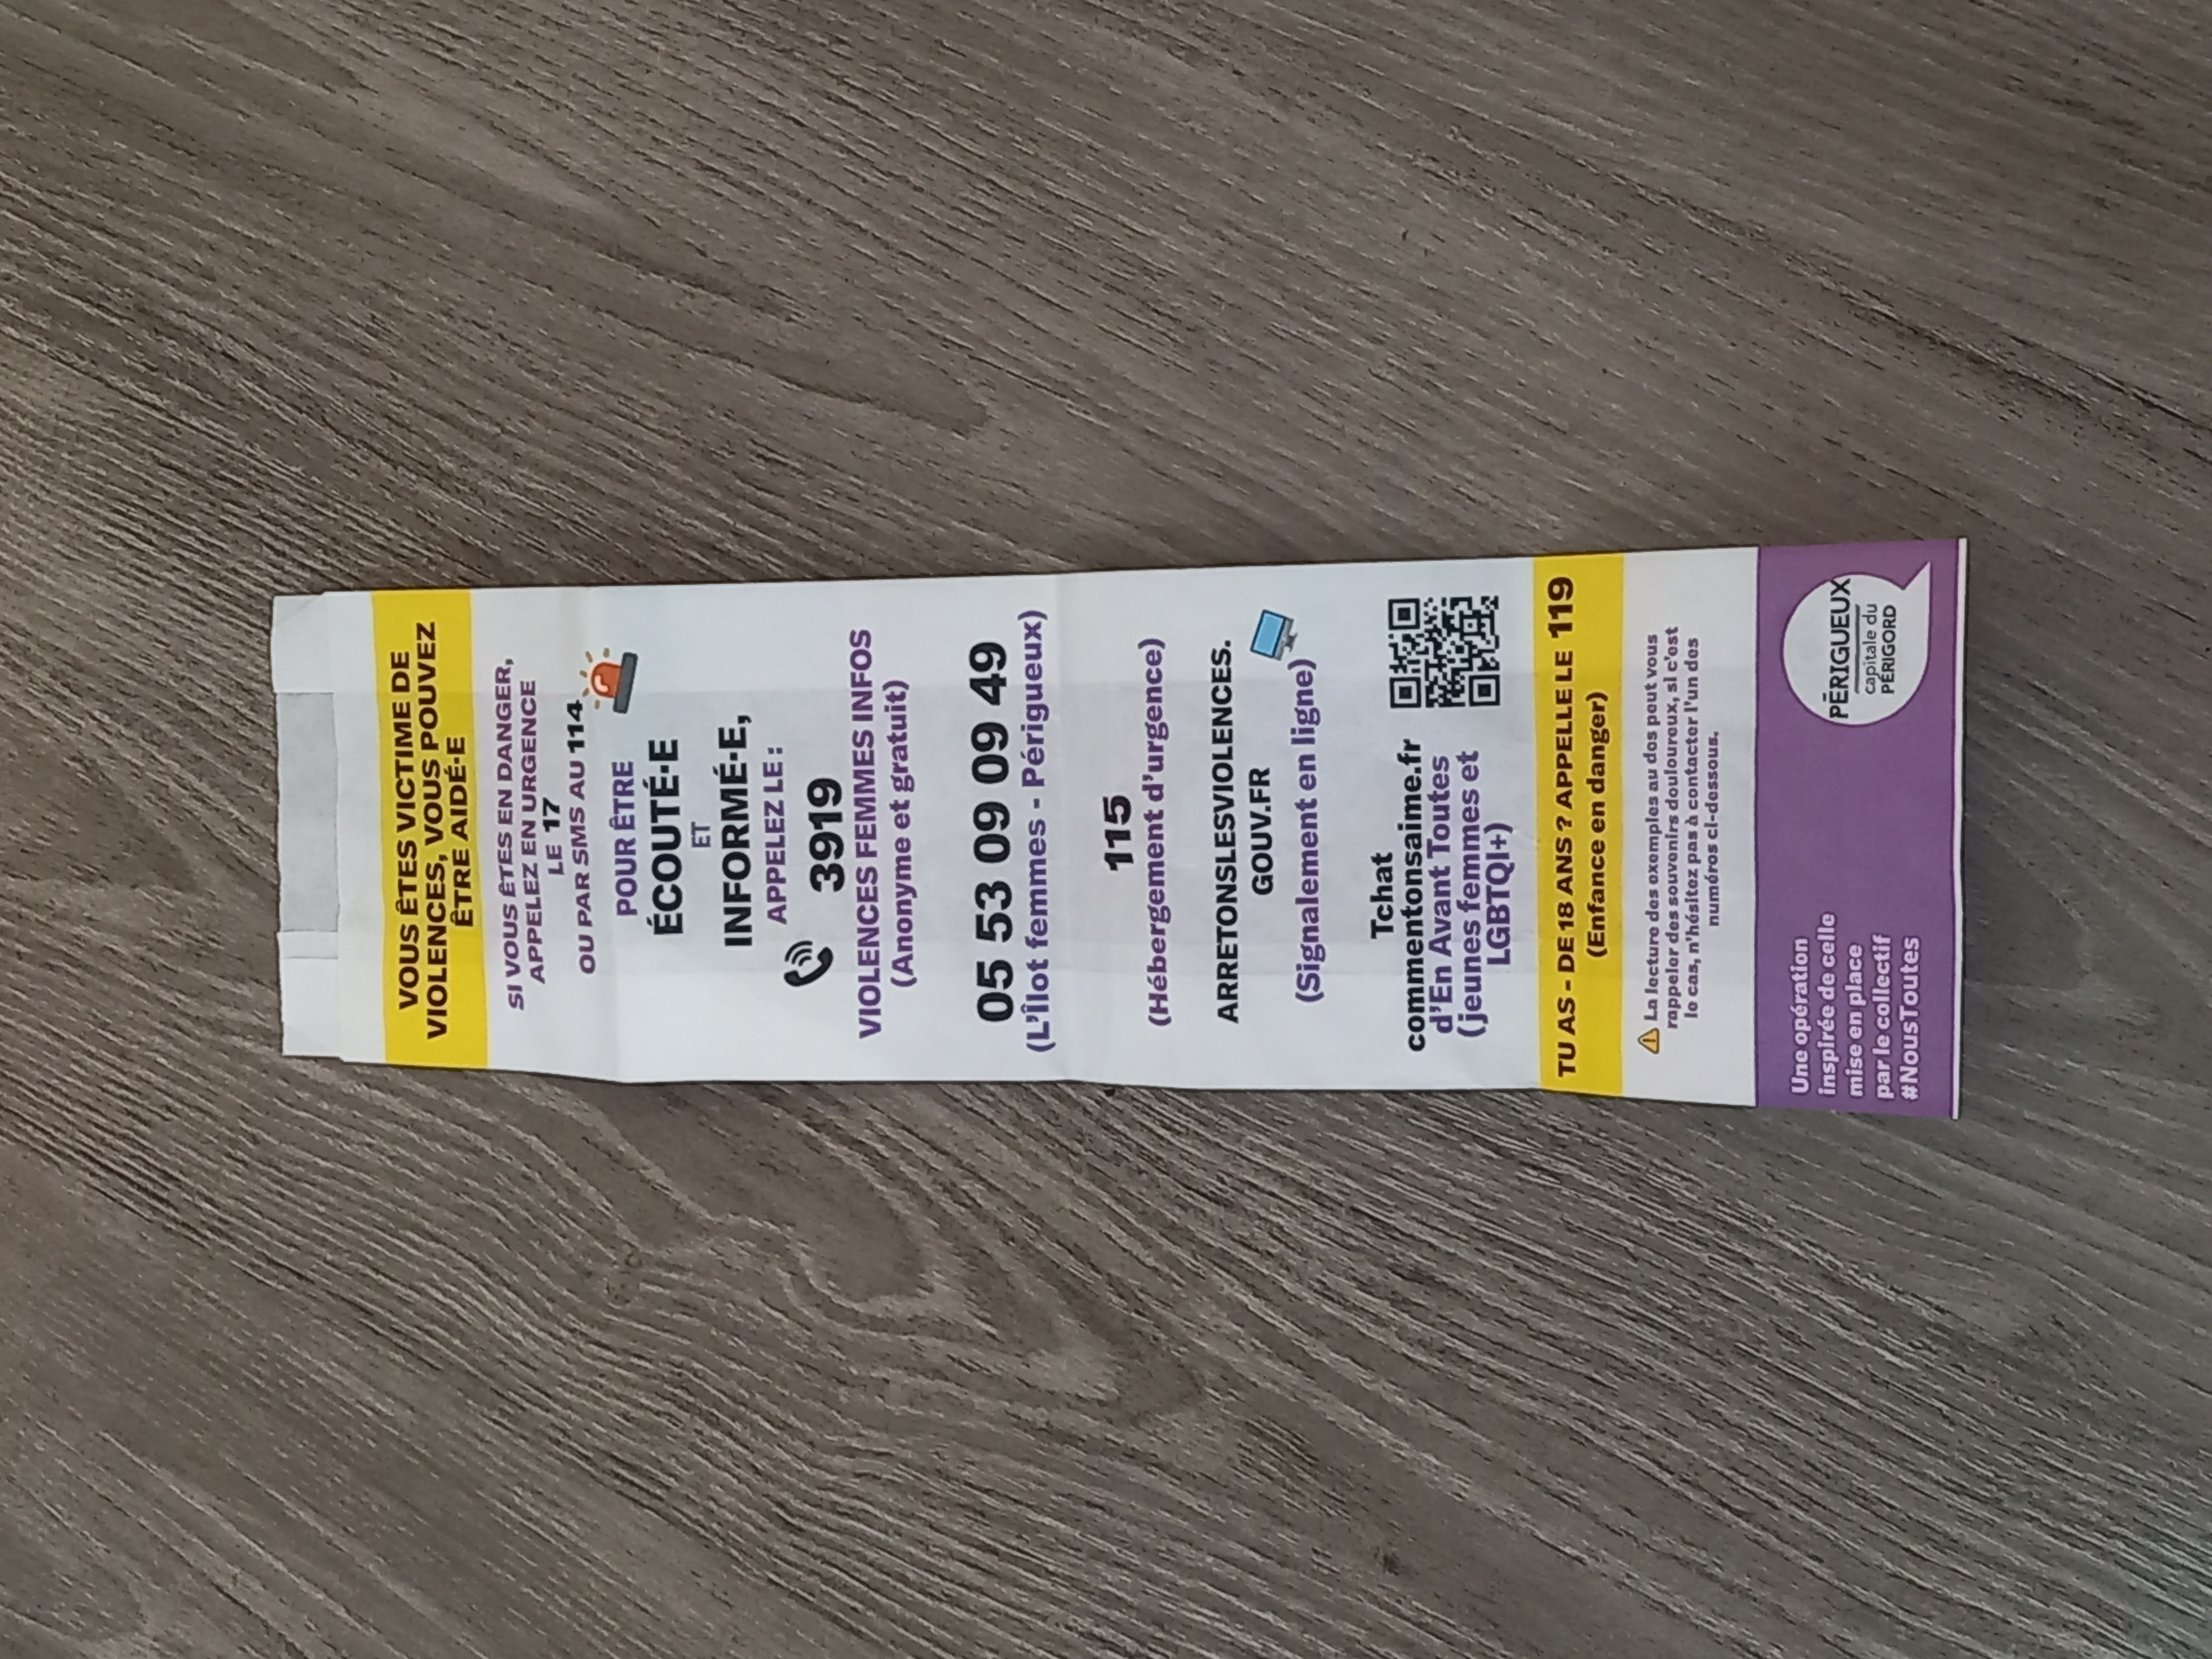 VOUS ÊTES VICTIME DE
VIOLENCES, VOUS POUVEZ
ÊTRE AIDÉ·E
SI VOUS ÊTES EN DANGER,
APPELEZ EN URGENCE
LE 17
OU PAR SMS AU 114
POUR ÊTRE
ÉCOUTÉ·E
ET
INFORMÉ·E,
APPELEZ LE :
3919
VIOLENCES FEMMES INFOS
(Anonyme et gratuit)
05 53 09 09 49
(L'Îlot femmes - Périgueux)
115
(Hébergement d'urgence)
ARRETONSLESVIOLENCES.
GOUV.FR
(Signalement en ligne)
Tchat
commentonsaime.fr
d'En Avant Toutes
(jeunes femmes et
LGBTQI+)
TU AS - DE 18 ANS ? APPELLE LE 119
(Enfance en danger)
La lecture des exemples au dos peut vous
rappeler des souvenirs douloureux, si c'est
le cas, n'hésitez pas à contacter l'un des
numéros ci-dessous.
Une opération
inspirée de celle
mise en place
par le collectif
#NousToutes
PÉRIGUEUX
capitale du
PÉRIGORD